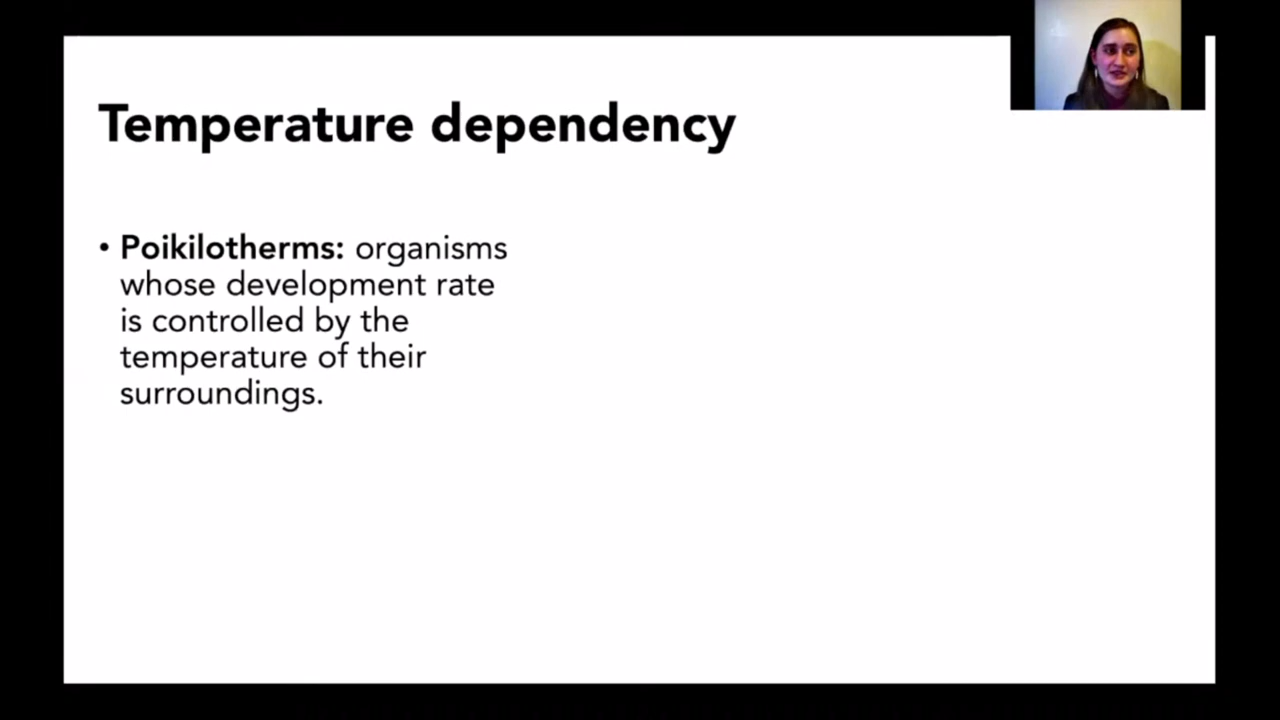 Temperature dependency
• Poikilotherms: organisms
whose development rate
is controlled by the
temperature of their
surroundings.